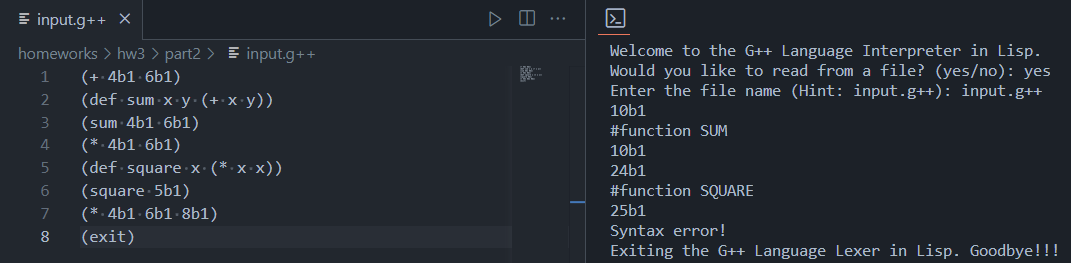 input.g++
homeworks > hw3 > part2 > input.g++
1 (+ 4b1 6b1)
2 (def sum x y (+ x y))
3 (sum 4b1 6b1)
4 (* 4b1 6b1)
5 (def square x (* x x))
6 (square 5b1)
7 (* 4b1 6b1 8b1)
8 (exit)
Welcome to the G++ Language Interpreter in Lisp.
Would you like to read from a file? (yes/no): yes
Enter the file name (Hint: input.g++): input.g++
10b1
#function SUM
10b1
24b1
#function SQUARE
25b1
Syntax error!
Exiting the G++ Language Lexer in Lisp. Goodbye!!!